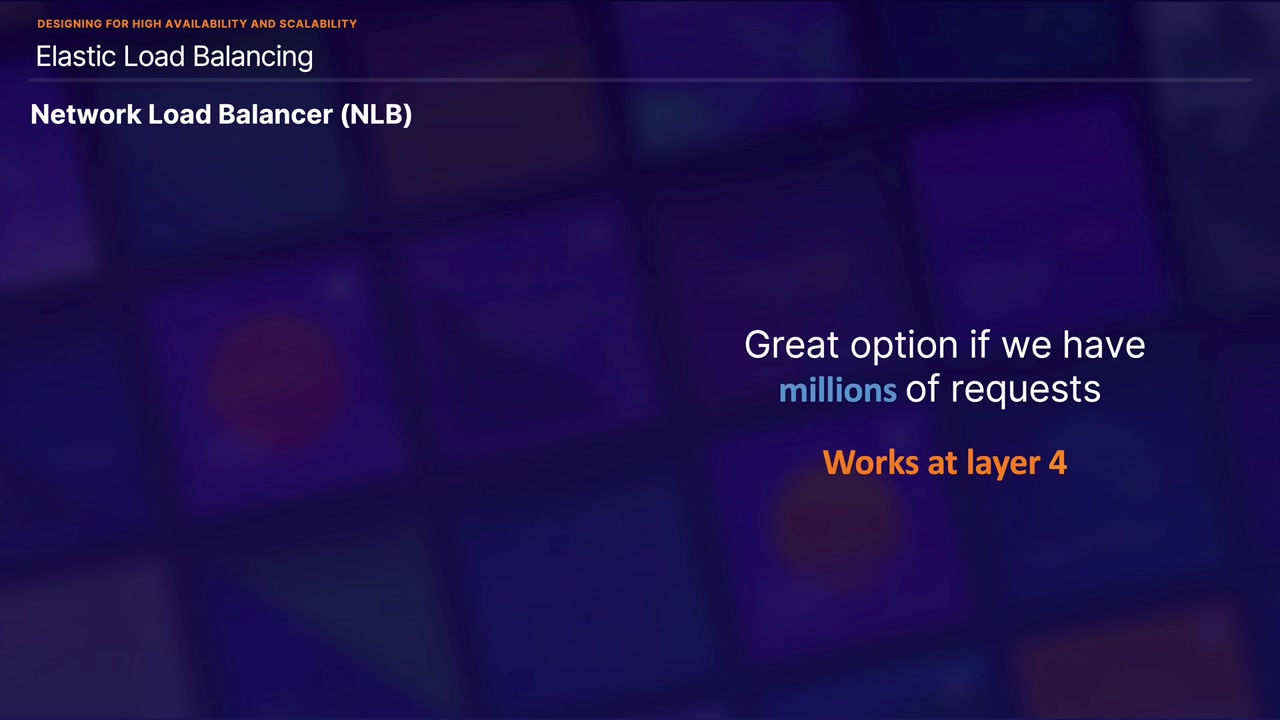 DESIGNING FOR HIGH AVAILABILITY AND SCALABILITY
Elastic Load Balancing
Network Load Balancer (NLB)
Great option if we have
millions of requests
Works at layer 4